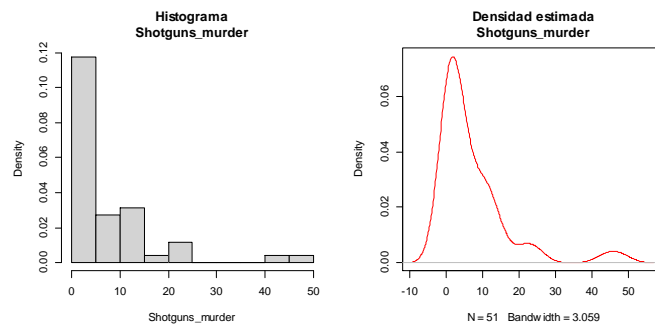 Histograma
Shotguns_murder
Density
0.00
0.02
0.04
0.06
0.08
0.10
0.12
0 10 20 30 40 50
Shotguns_murder
Densidad estimada
Shotguns_murder
Density
0.00
0.02
0.04
0.06
-10 0 10 20 30 40 50
N = 51 Bandwidth = 3.059